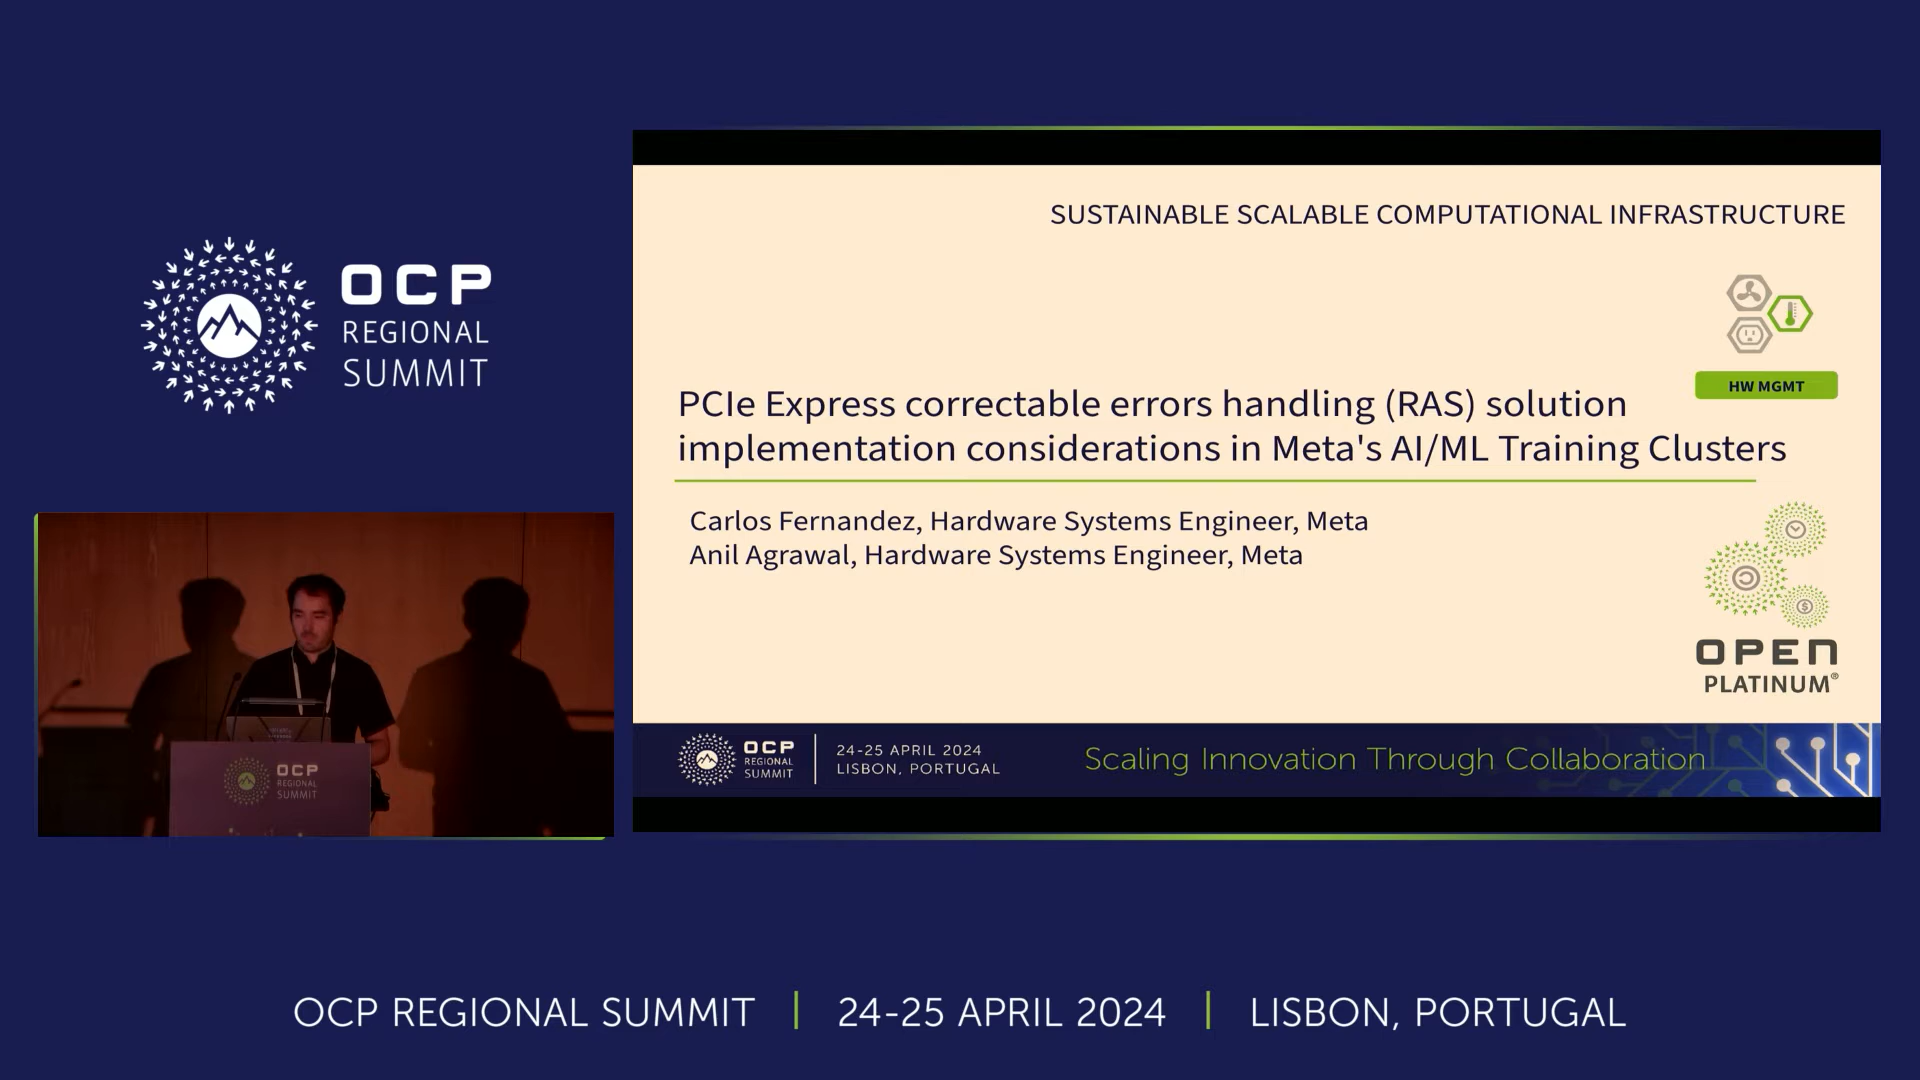 OCP
REGIONAL
SUMMIT
SUSTAINABLE SCALABLE COMPUTATIONAL INFRASTRUCTURE
HW MGMT
PCIe Express correctable errors handling (RAS) solution
implementation considerations in Meta's AI/ML Training Clusters
Carlos Fernandez, Hardware Systems Engineer, Meta
Anil Agrawal, Hardware Systems Engineer, Meta
OPEN
PLATINUM®
OCP
REGIONAL
SUMMIT
24-25 APRIL 2024
LISBON, PORTUGAL
Scaling Innovation Through Collaboration
OCP
REGIONAL
SUMMIT
OCP REGIONAL SUMMIT | 24-25 APRIL 2024 | LISBON, PORTUGAL